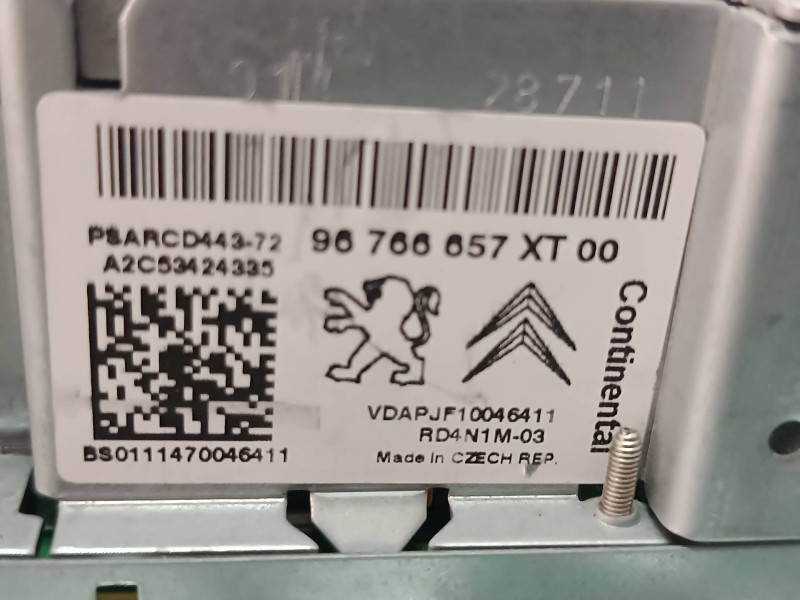 28711
PSARCD443-72
96 766 657 XT 00
A2C53424335
Continental
VDAPJF10046411
RD4N1M-03
BS0111470046411
Made in CZECH REP.